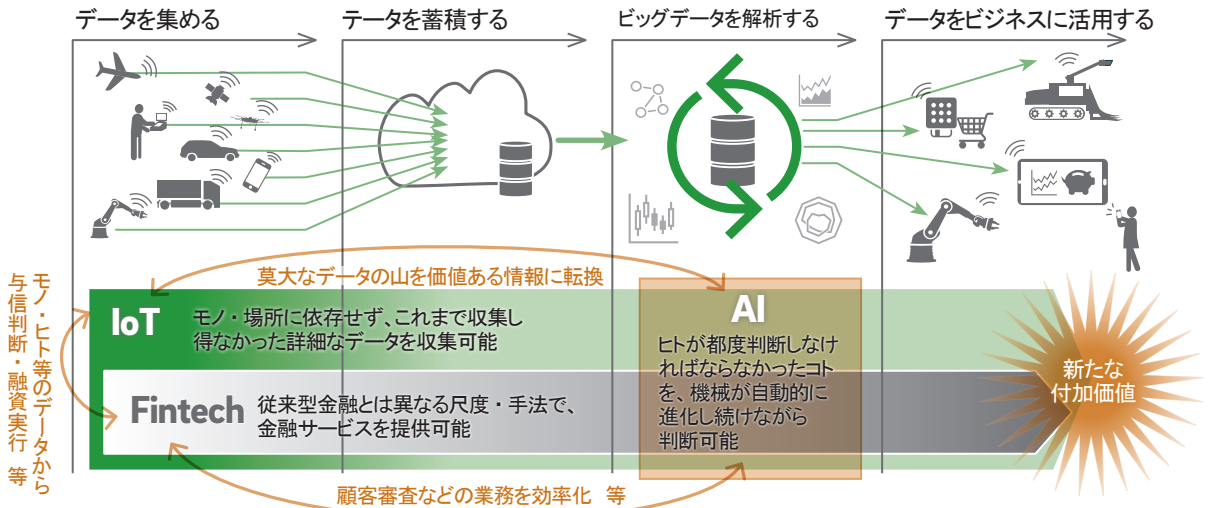 データを集める
テータを蓄積する
ビッグデータを解析する
データをビジネスに活用する
莫大なデータの山を価値ある情報に転換
モノ・ヒト等のデータから
与信判断・融資実行 等
IoT
モノ・場所に依存せず、これまで収集し
得なかった詳細なデータを収集可能
AI
ヒトが都度判断しなけ
ればならなかったコト
を、機械が自動的に
進化し続けながら
判断可能
Fintech
従来型金融とは異なる尺度・手法で、
金融サービスを提供可能
新たな
付加価値
顧客審査などの業務を効率化 等